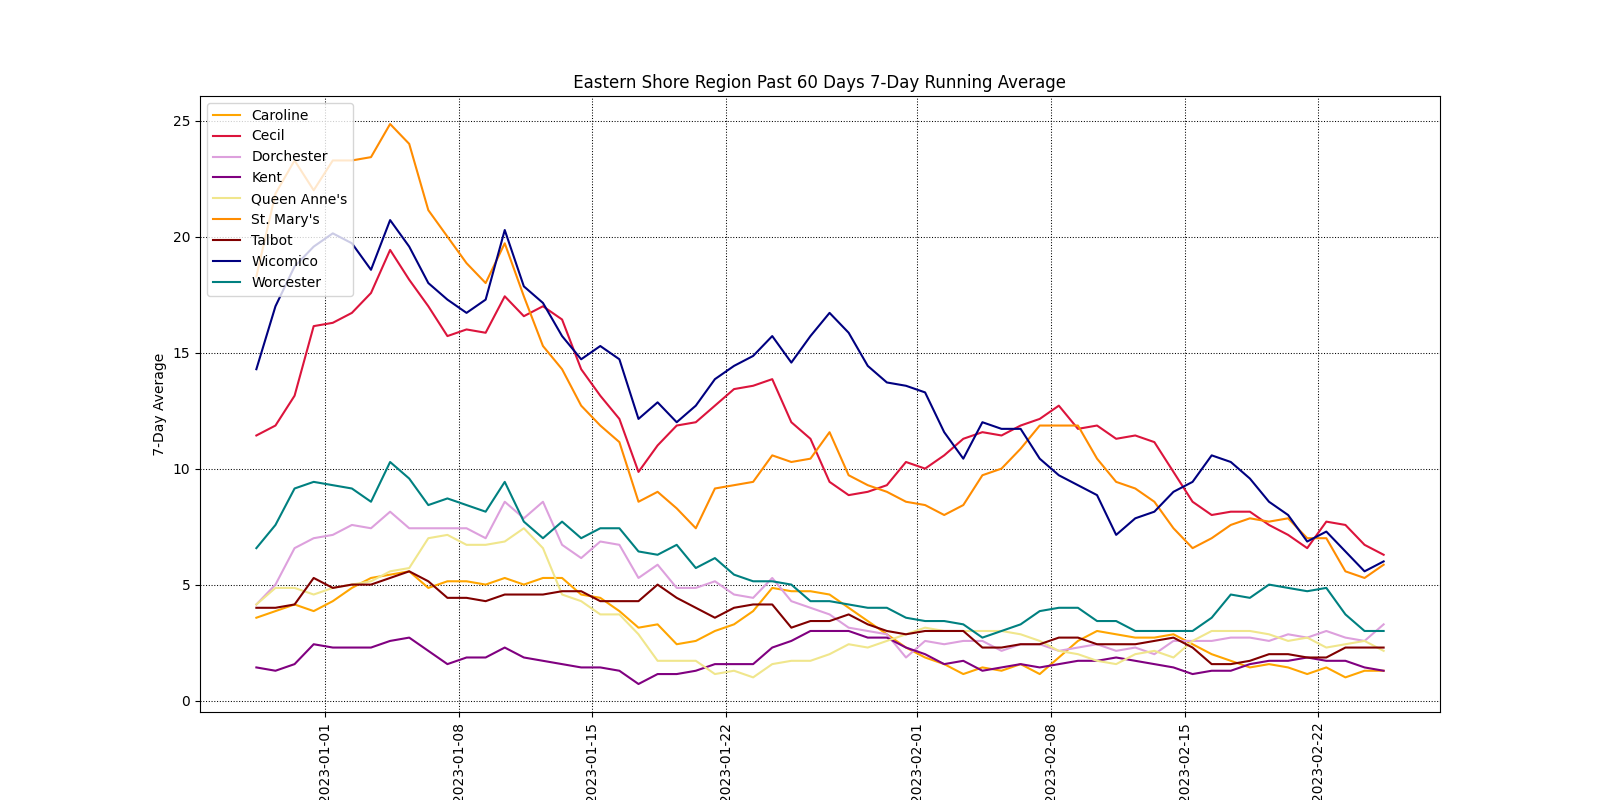 Eastern Shore Region Past 60 Days 7-Day Running Average
Caroline
Cecil
Dorchester
Kent
Queen Anne's
St. Mary's
Talbot
Wicomico
Worcester
7-Day Average
25
20
15
10
5
0
2023-01-01
2023-01-08
2023-01-15
2023-01-22
2023-02-01
2023-02-08
2023-02-15
2023-02-22